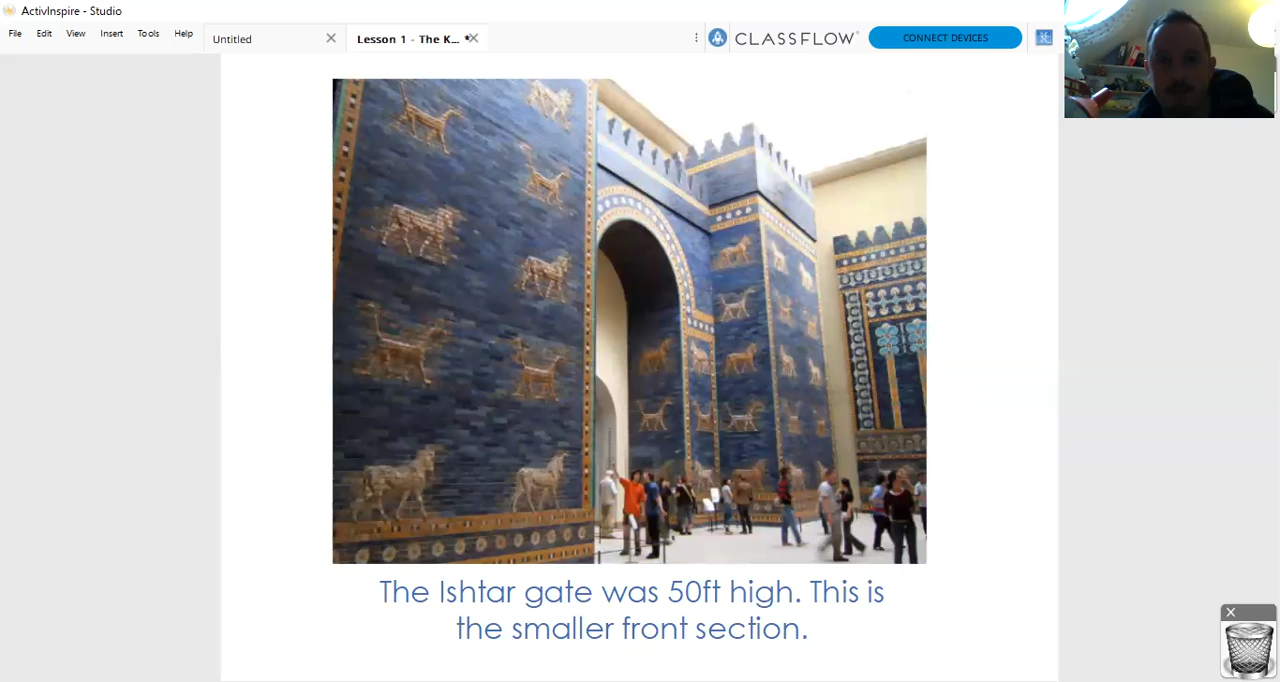 ActivInspire - Studio
File Edit View Insert Tools Help
Untitled
Lesson 1 - The K... *
CLASSFLOW
CONNECT DEVICES
The Ishtar gate was 50ft high. This is
the smaller front section.